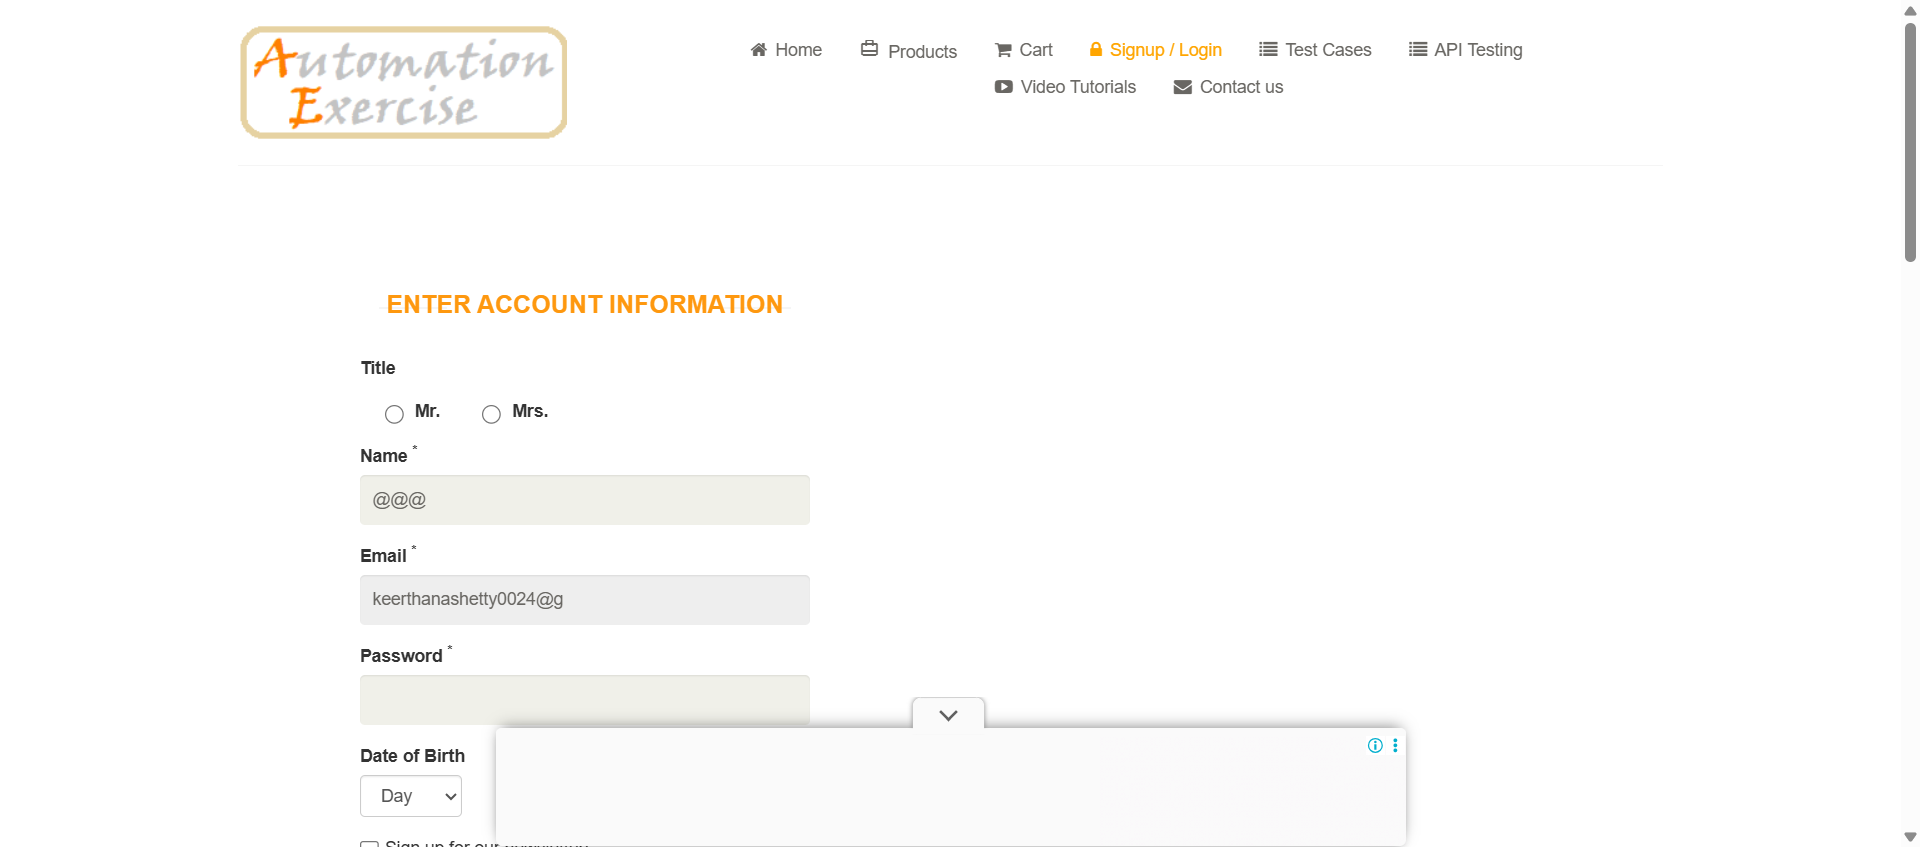 Automation
Exercise
Home
Products
Cart
Signup / Login
Test Cases
API Testing
Video Tutorials
Contact us
ENTER ACCOUNT INFORMATION
Title
Mr.
Mrs.
Name *
@@@
Email *
keerthanashetty0024@g
Password *
Date of Birth
Day
Sign up for our newsletter!